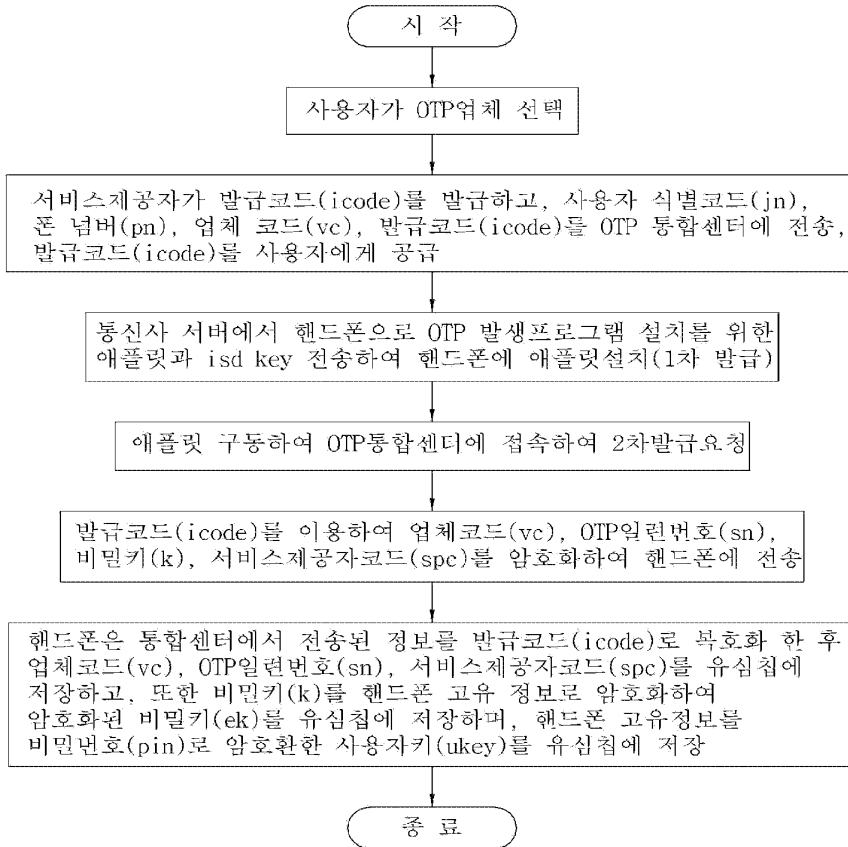 시 작
사용자가 OTP업체 선택
서비스제공자가 발급코드(icode)를 발급하고, 사용자 식별코드(jn),
폰 넘버(pn), 업체 코드(vc), 발급코드(icode)를 OTP 통합센터에 전송,
발급코드(icode)를 사용자에게 공급
통신사 서버에서 핸드폰으로 OTP 발생프로그램 설치를 위한
애플릿과 isd key 전송하여 핸드폰에 애플릿설치(1차 발급)
애플릿 구동하여 OTP통합센터에 접속하여 2차발급요청
발급코드(icode)를 이용하여 업체코드(vc), OTP일련번호(sn),
비밀키(k), 서비스제공자코드(spc)를 암호화하여 핸드폰에 전송
핸드폰은 통합센터에서 전송된 정보를 발급코드(icode)로 복호화 한 후
업체코드(vc), OTP일련번호(sn), 서비스제공자코드(spc)를 유심칩에
저장하고, 또한 비밀키(k)를 핸드폰 고유 정보로 암호화하여
암호화된 비밀키(ek)를 유심칩에 저장하며, 핸드폰 고유정보를
비밀번호(pin)로 암호환한 사용자키(ukey)를 유심칩에 저장
종 료